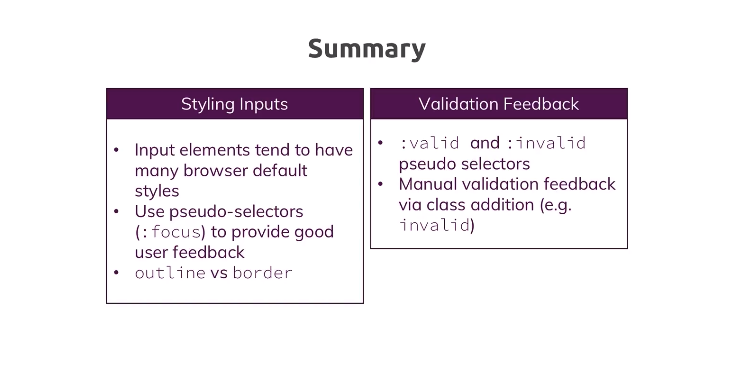 Summary
Styling Inputs
• Input elements tend to have
many browser default
styles
• Use pseudo-selectors
(:focus) to provide good
user feedback
• outline vs border
Validation Feedback
• :valid and :invalid
pseudo selectors
• Manual validation feedback
via class addition (e.g.
invalid)